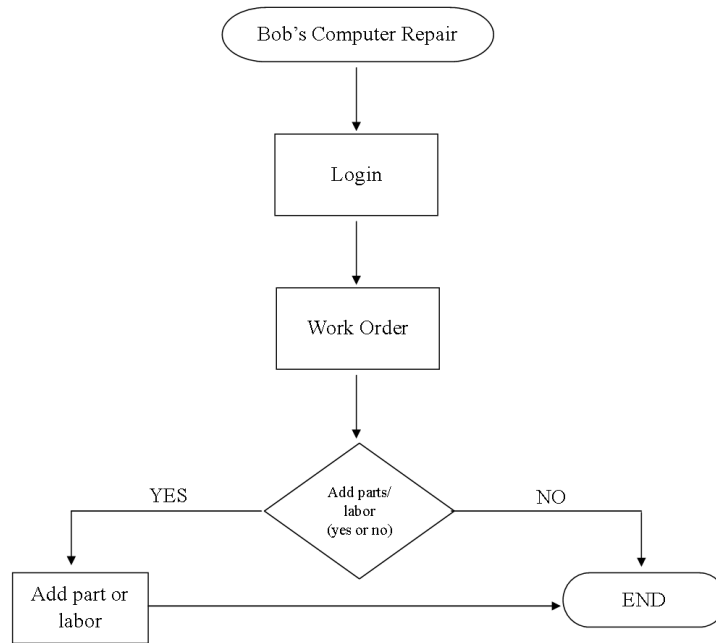 Bob's Computer Repair
Login
Work Order
Add parts/
labor
(yes or no)
YES
NO
Add part or
labor
END